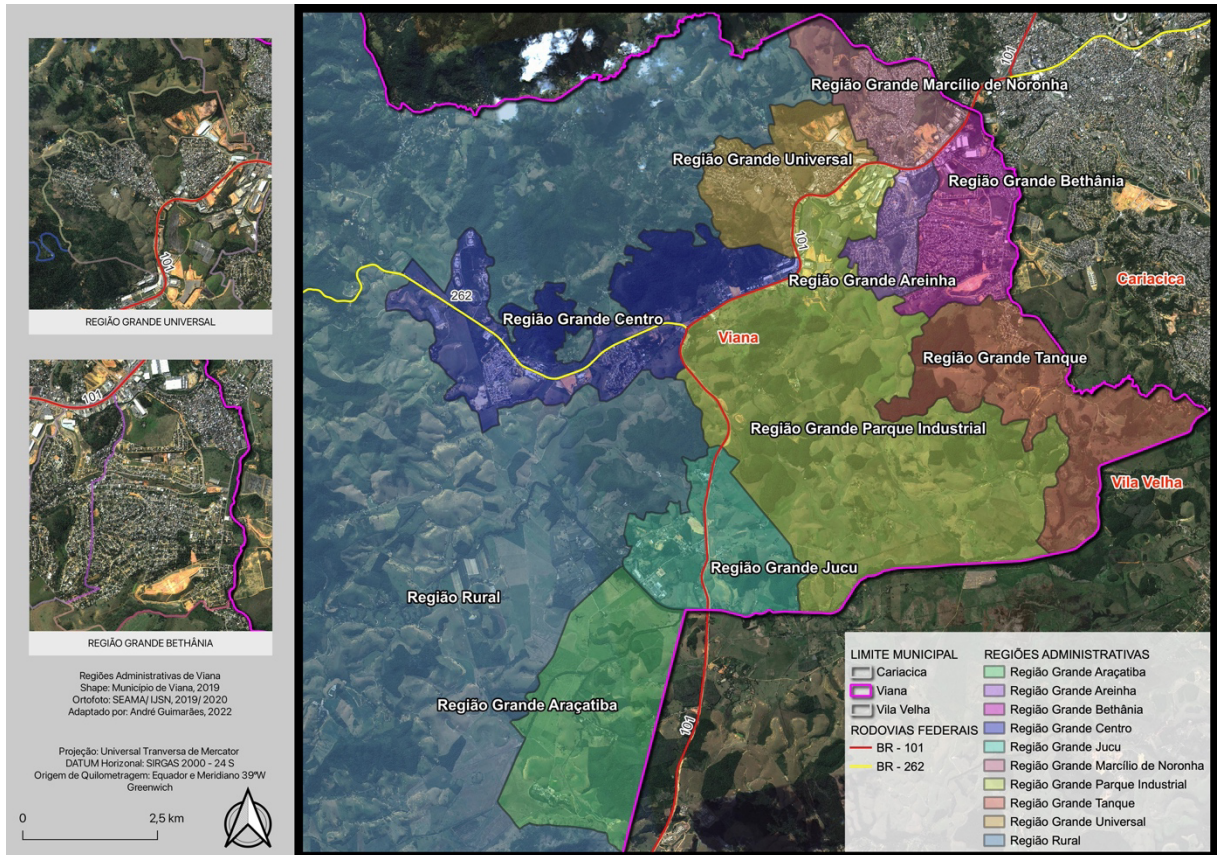 101
REGIÃO GRANDE UNIVERSAL
101
REGIÃO GRANDE BETHÂNIA
Regiões Administrativas de Viana
Shape: Município de Viana, 2019
Ortofoto: SEAMA/ IJSN, 2019/ 2020
Adaptado por: André Guimarães, 2022
Projeção: Universal Tranversa de Mercator
DATUM Horizonal: SIRGAS 2000 - 24 S
Origem de Quilometragem: Equador e Meridiano 39ºW
Greenwich
0
2,5 km
101
Região Grande Marcílio de Noronha
Região Grande Universal
Região Grande Bethânia
101
Região Grande Areinha
Cariacica
262
Região Grande Centro
Viana
Região Grande Tanque
Região Grande Parque Industrial
Vila Velha
Região Grande Jucu
Região Rural
Região Grande Araçatiba
101
LIMITE MUNICIPAL
Cariacica
Viana
Vila Velha
RODOVIAS FEDERAIS
BR - 101
BR - 262
REGIÕES ADMINISTRATIVAS
Região Grande Araçatiba
Região Grande Areinha
Região Grande Bethânia
Região Grande Centro
Região Grande Jucu
Região Grande Marcílio de Noronha
Região Grande Parque Industrial
Região Grande Tanque
Região Grande Universal
Região Rural